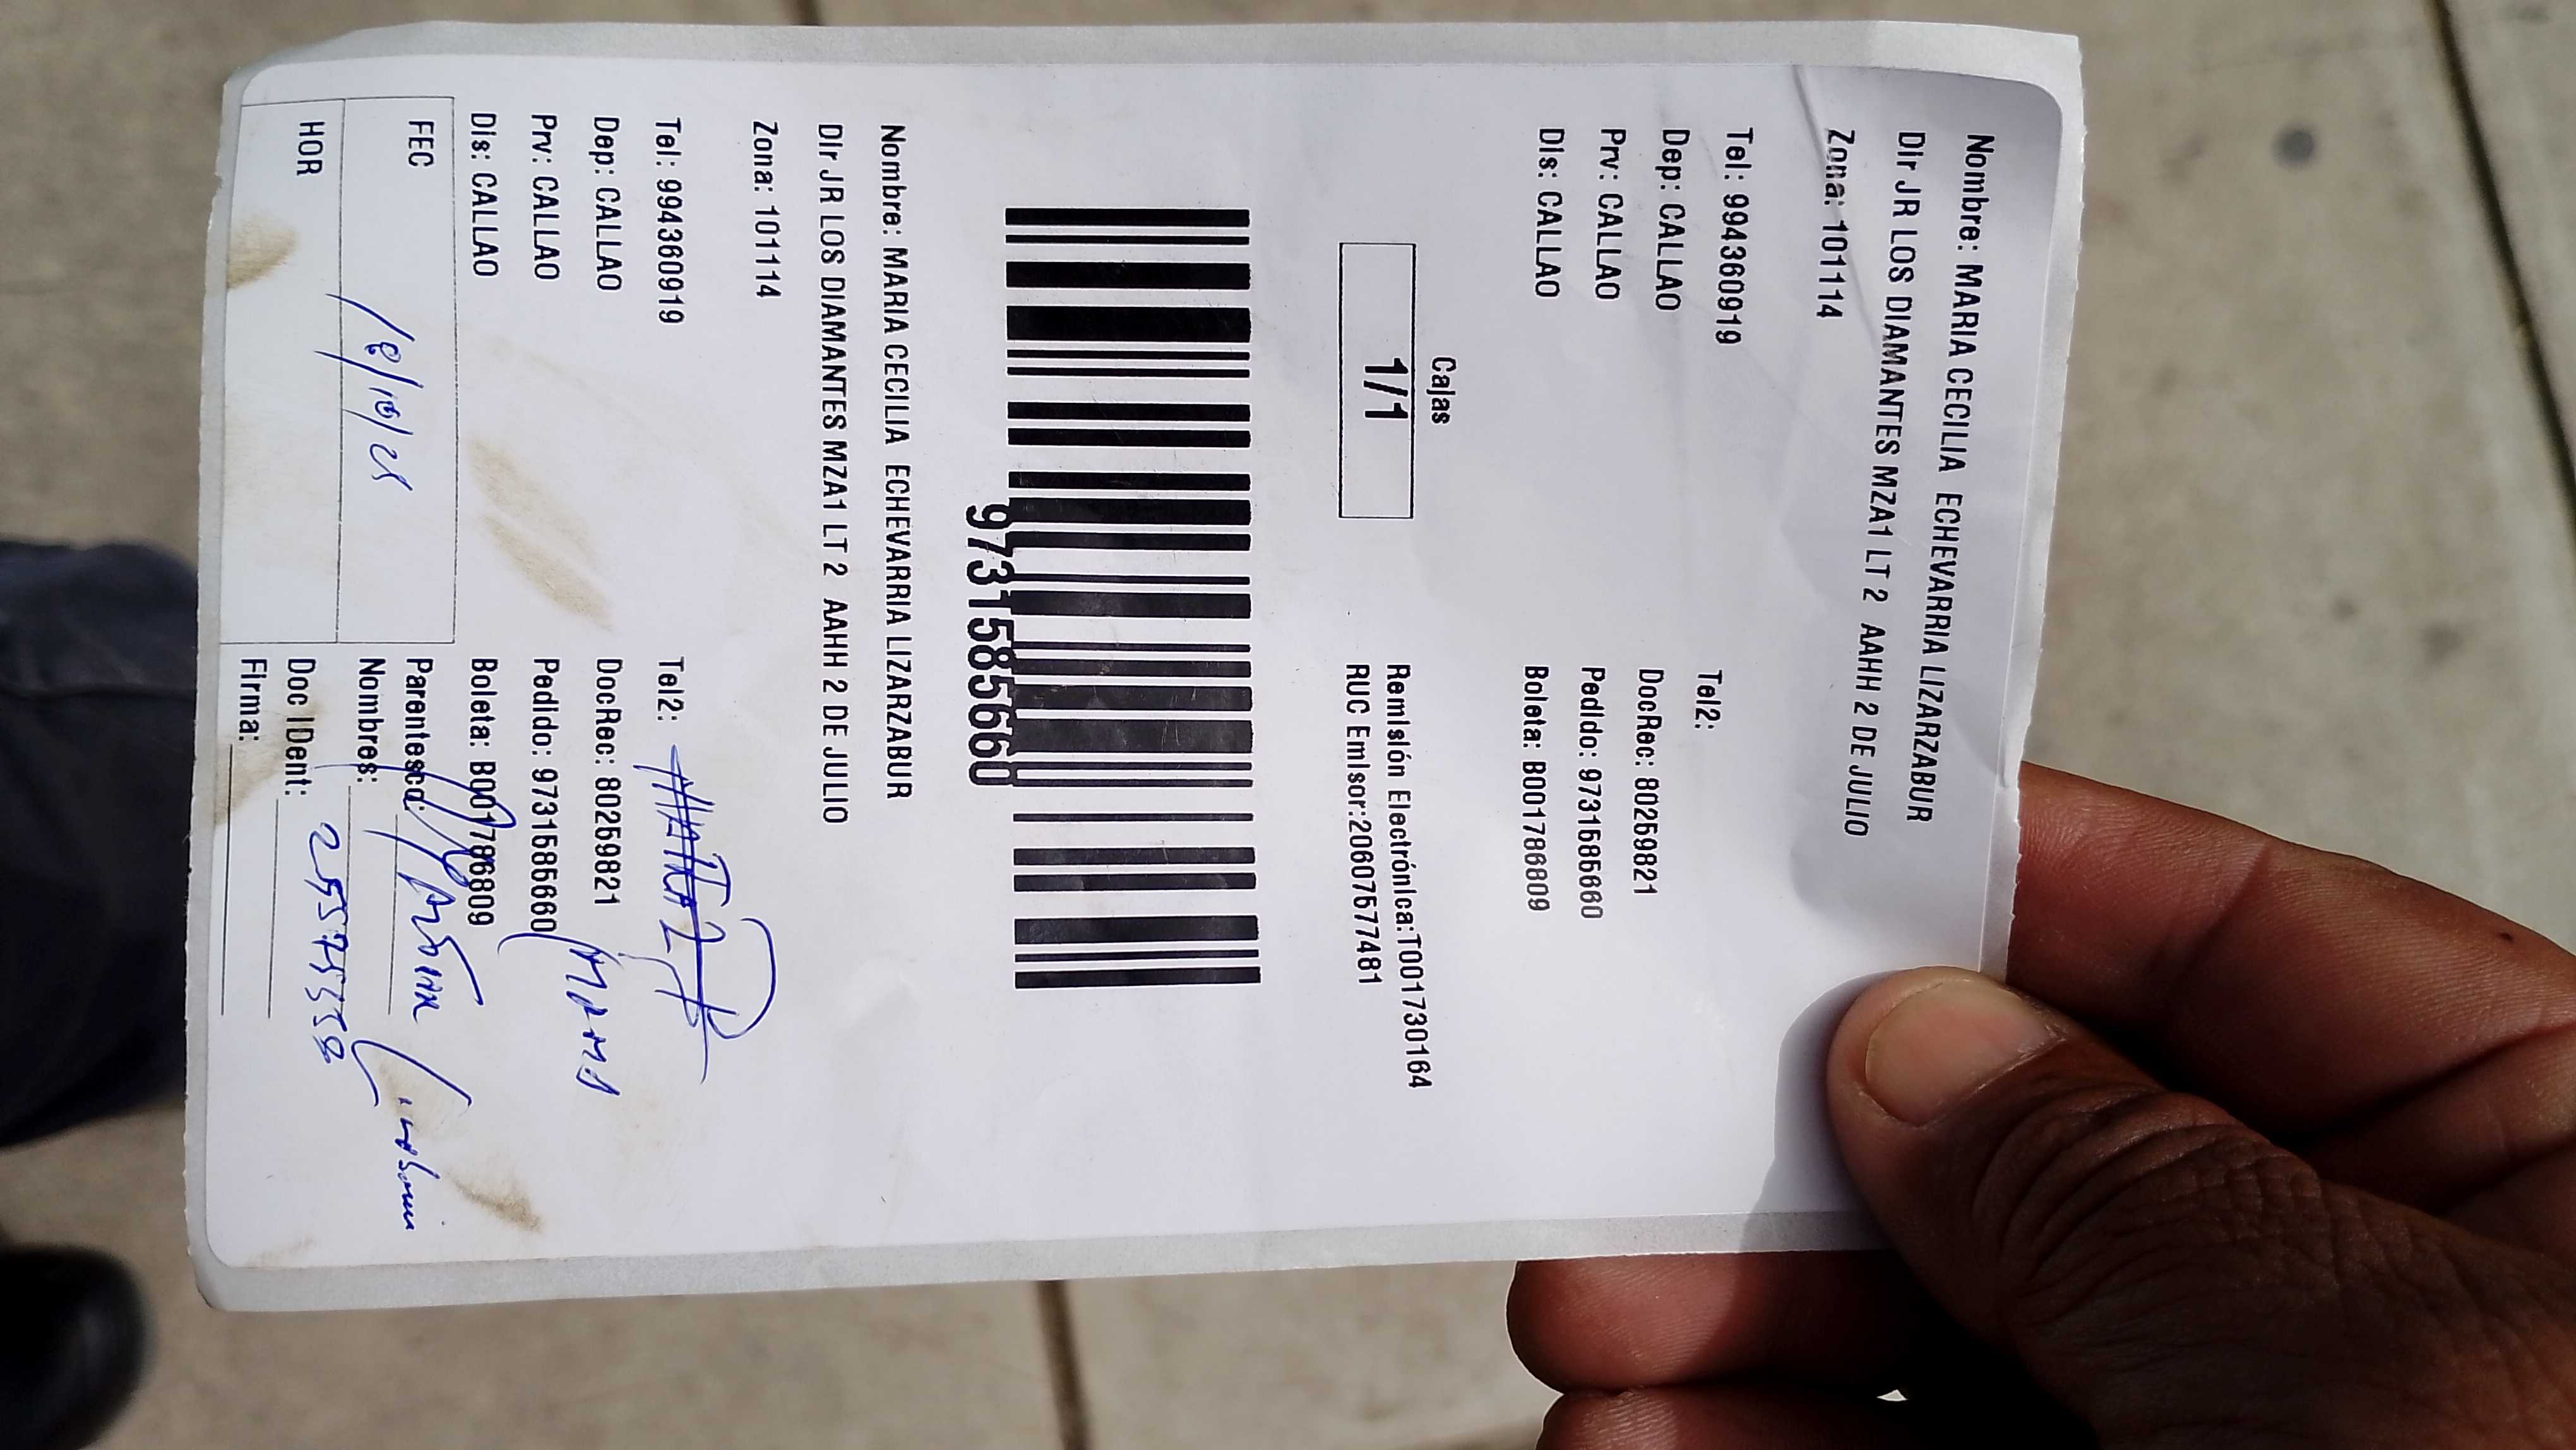 Nombre: MARIA CECILIA ECHEVARRIA LIZARZABUR
Dir JR LOS DIAMANTES MZA1 LT 2 AAHH 2 DE JULIO
Zona: 101114
Tel: 994360919 Tel2:
Dep: CALLAO DocRec: 80259821
Prv: CALLAO Pedido: 97315856​60
Dis: CALLAO Boleta: B001786809
Cajas
1/1
Remisión Electrónica:T001730164
RUC Emisor:20607577481
9731585660
Nombre: MARIA CECILIA ECHEVARRIA LIZARZABUR
Dir JR LOS DIAMANTES MZA1 LT 2 AAHH 2 DE JULIO
Zona: 101114
Tel: 994360919 Tel2:
Dep: CALLAO DocRec: 80259821
Prv: CALLAO Pedido: 9731585660 (MAMA
Dis: CALLAO Boleta: B001786809
FEC Parentesco:
Nombres:
HOR Doc IDent:
Firma: